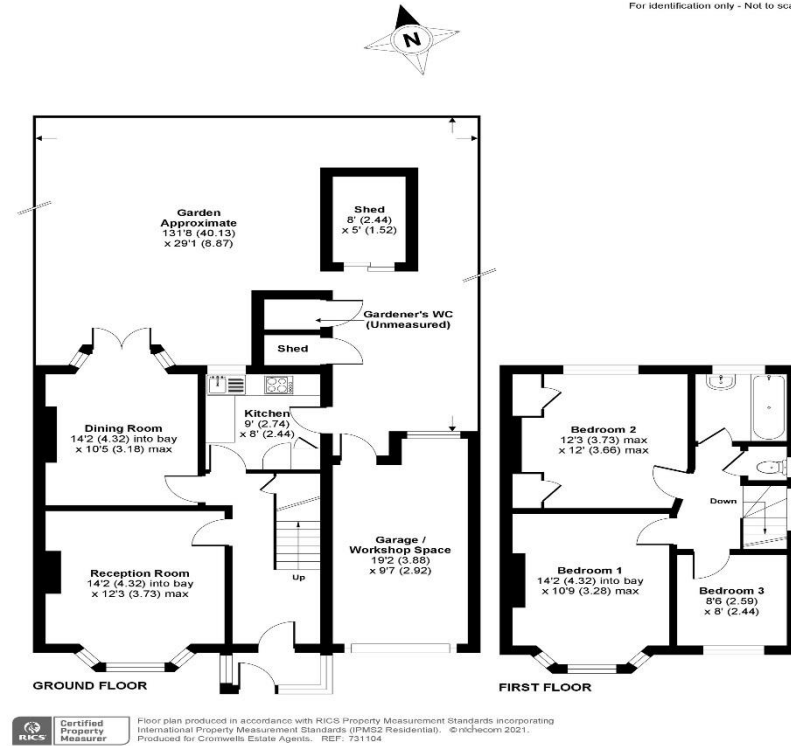 For identification only - Not to sca
N
Garden
Approximate
131'8 (40.13)
x 29'1 (8.87)
Shed
8' (2.44)
x 5' (1.52)
Gardener's WC
(Unmeasured)
Shed
Dining Room
14'2 (4.32) into bay
x 10'5 (3.18) max
Kitchen
9' (2.74)
x 8' (2.44)
Reception Room
14'2 (4.32) into bay
x 12'3 (3.73) max
Up
Garage /
Workshop Space
19'2 (3.88)
x 9'7 (2.92)
GROUND FLOOR
Bedroom 2
12'3 (3.73) max
x 12' (3.66) max
Down
Bedroom 1
14'2 (4.32) into bay
x 10'9 (3.28) max
Bedroom 3
8'6 (2.59)
x 8' (2.44)
FIRST FLOOR
RICS
Certified
Property
Measurer
Floor plan produced in accordance with RICS Property Measurement Standards incorporating
International Property Measurement Standards (IPMS2 Residential). ©nichecom 2021.
Produced for Cromwells Estate Agents. REF: 731104